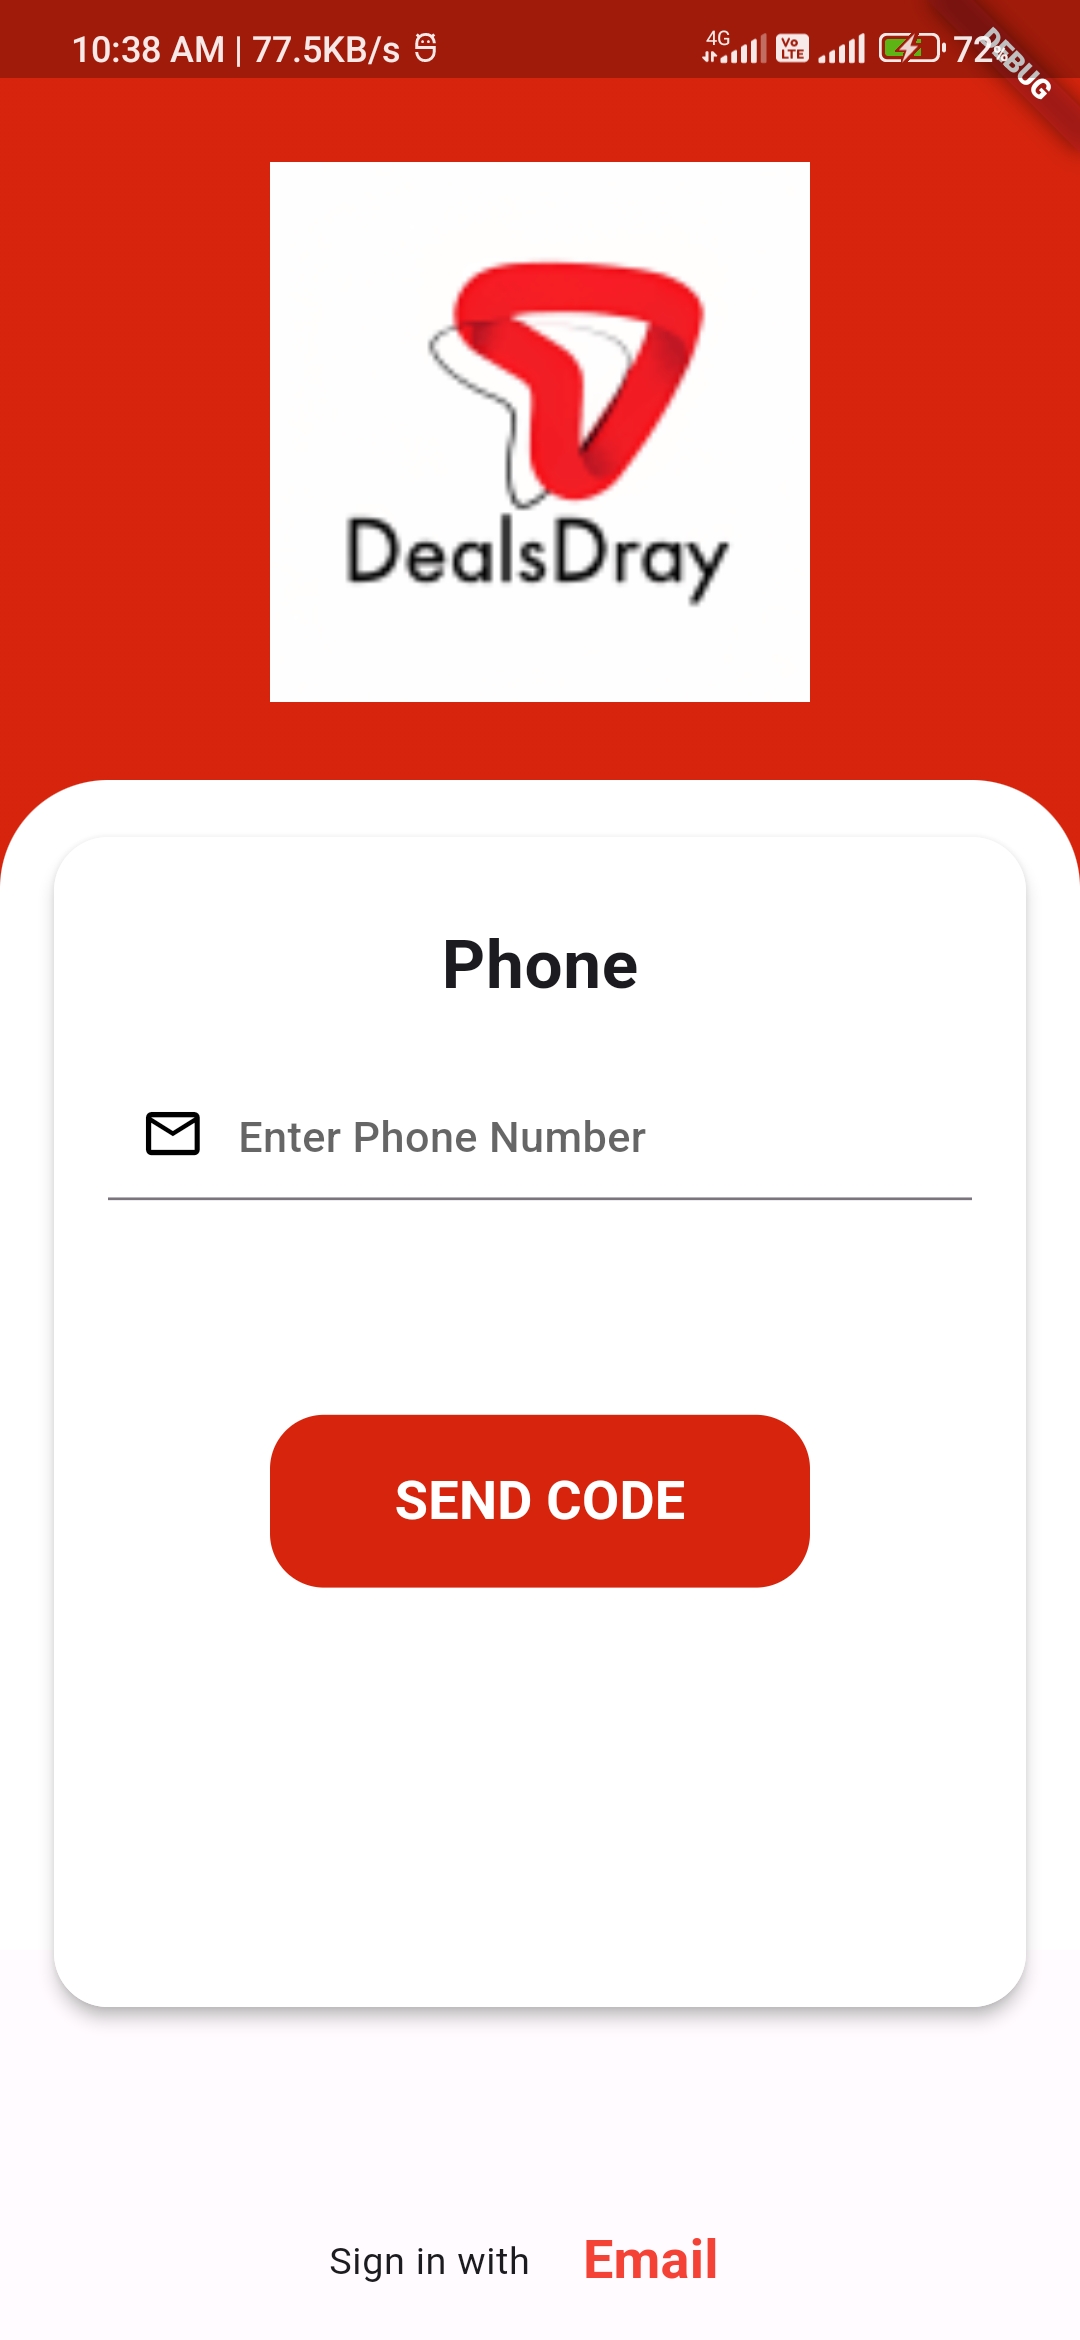 10:38 AM | 77.5KB/s 4G Vo LTE 72%
DEBUG
DealsDray
Phone
Enter Phone Number
SEND CODE
Sign in with Email